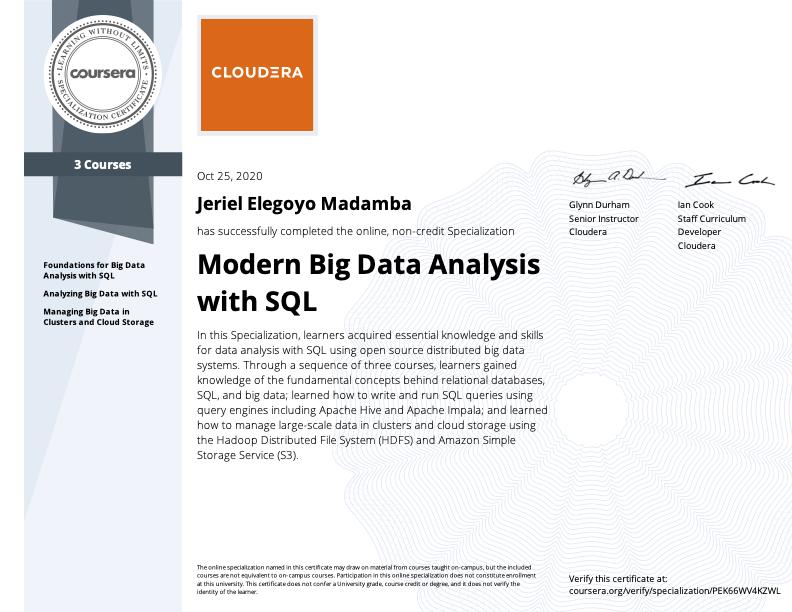 LEARNING WITHOUT LIMITS
coursera
SPECIALIZATION CERTIFICATE
3 Courses
Foundations for Big Data
Analysis with SQL
Analyzing Big Data with SQL
Managing Big Data in
Clusters and Cloud Storage
CLOUDERA
Oct 25, 2020
Jeriel Elegoyo Madamba
has successfully completed the online, non-credit Specialization
Modern Big Data Analysis
with SQL
In this Specialization, learners acquired essential knowledge and skills
for data analysis with SQL using open source distributed big data
systems. Through a sequence of three courses, learners gained
knowledge of the fundamental concepts behind relational databases,
SQL, and big data; learned how to write and run SQL queries using
query engines including Apache Hive and Apache Impala; and learned
how to manage large-scale data in clusters and cloud storage using
the Hadoop Distributed File System (HDFS) and Amazon Simple
Storage Service (S3).
Glynn Durham
Senior Instructor
Cloudera
Ian Cook
Ian Cook
Staff Curriculum
Developer
Cloudera
The online specialization named in this certificate may draw on material from courses taught on-campus, but the included
courses are not equivalent to on-campus courses. Participation in this online specialization does not constitute enrollment
at this university. This certificate does not confer a University grade, course credit or degree, and it does not verify the
identity of the learner.
Verify this certificate at:
coursera.org/verify/specialization/PEK66WV4KZWL